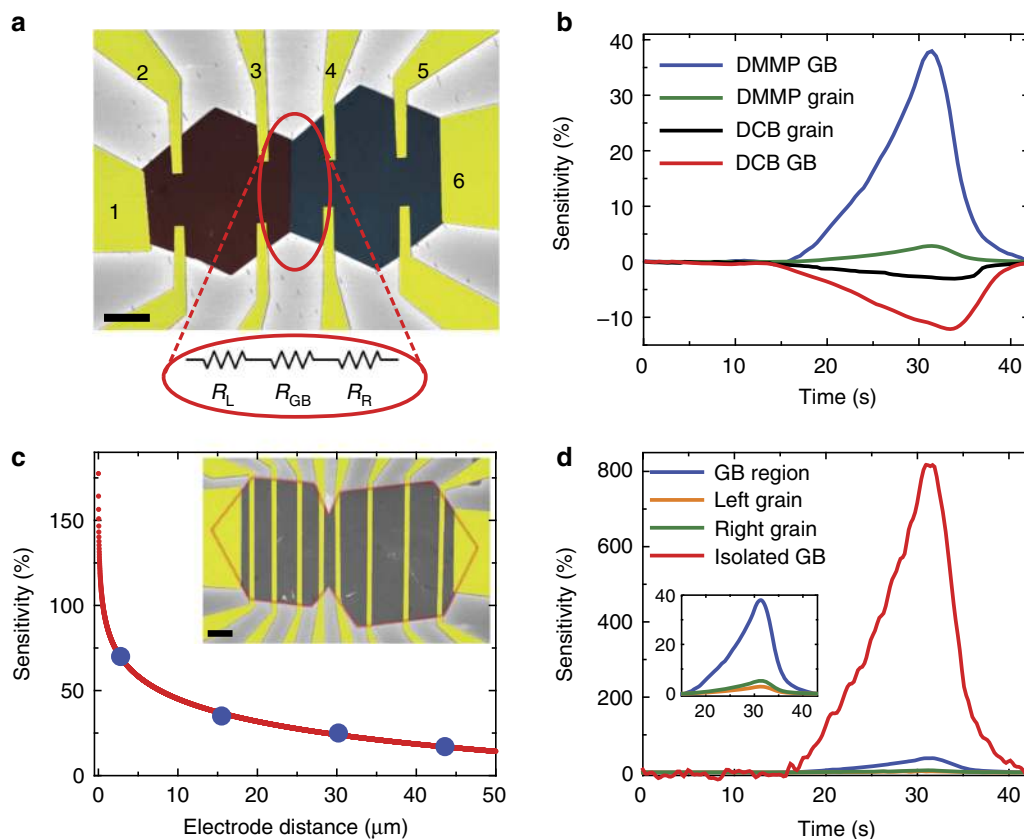 a
2
3
4
5
1
6
R_L R_GB R_R
b
Sensitivity (%)
40
30
20
10
0
−10
DMMP GB
DMMP grain
DCB grain
DCB GB
0 10 20 30 40
Time (s)
c
Sensitivity (%)
150
100
50
0
0 10 20 30 40 50
Electrode distance (μm)
d
Sensitivity (%)
800
600
400
200
0
GB region
Left grain
Right grain
Isolated GB
40
20
0
20 30 40
0 10 20 30 40
Time (s)